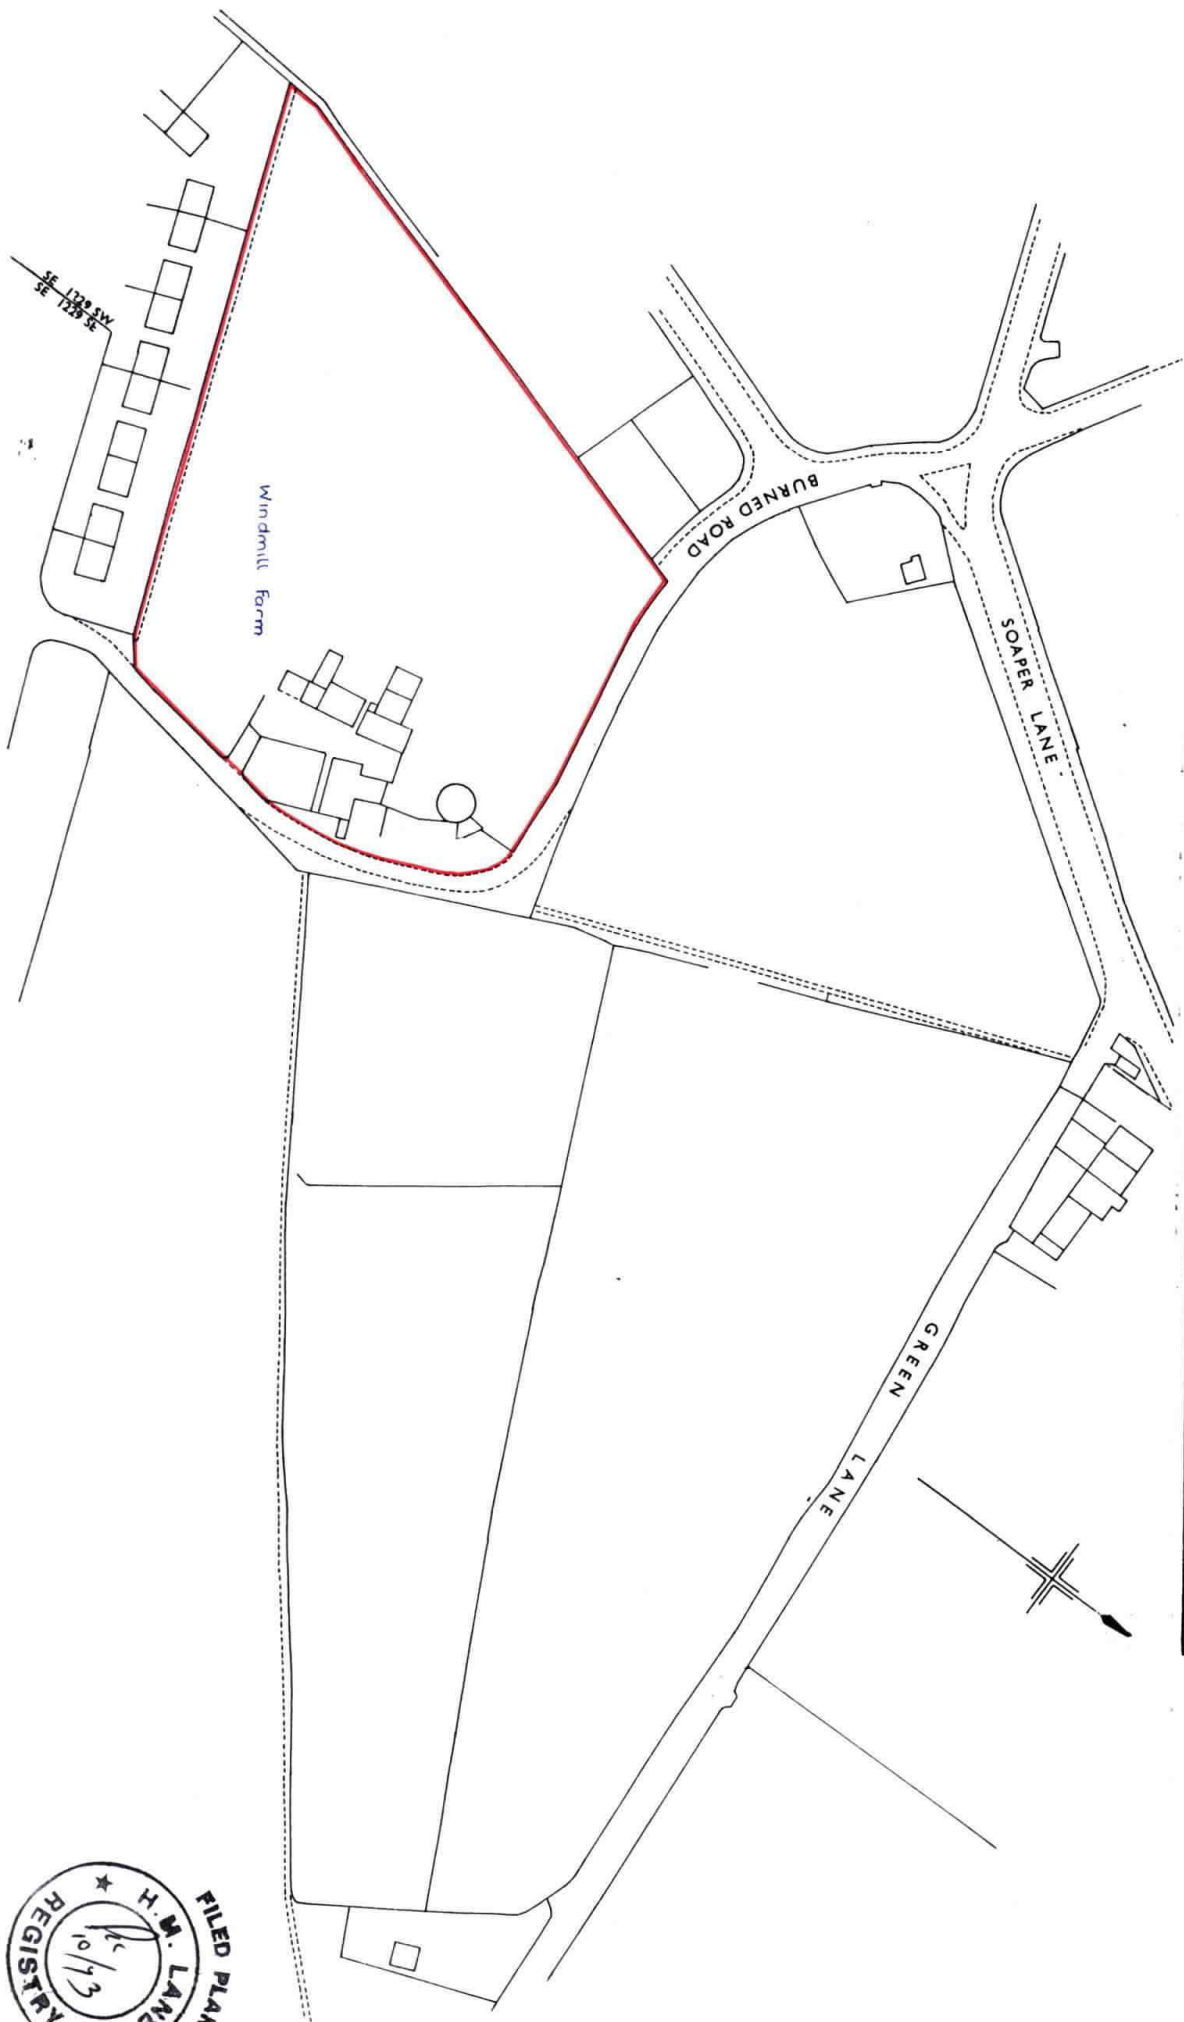 SE 1229 SW
SE 1229 SE
Windmill Farm
BURNED ROAD
SOAPER LANE
GREEN LANE
FILED PLAN
H.M. LAND
REGISTRY
10/93